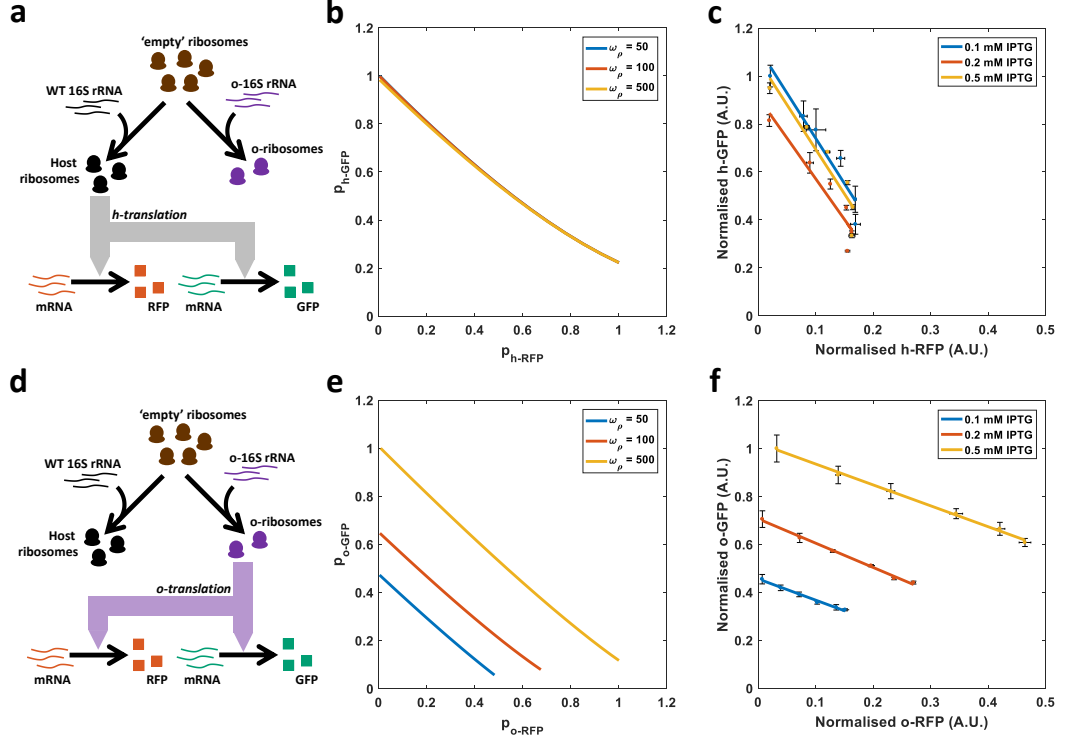 a
'empty' ribosomes
WT 16S rRNA
o-16S rRNA
Host
ribosomes
o-ribosomes
h-translation
mRNA
RFP
mRNA
GFP
b
1.2
1
0.8
0.6
0.4
0.2
0
0
0.2
0.4
0.6
0.8
1
1.2
p h-GFP
p h-RFP
ωρ = 50
ωρ = 100
ωρ = 500
c
1.2
1
0.8
0.6
0.4
0.2
0
0
0.1
0.2
0.3
0.4
0.5
Normalised h-GFP (A.U.)
Normalised h-RFP (A.U.)
0.1 mM IPTG
0.2 mM IPTG
0.5 mM IPTG
d
'empty' ribosomes
WT 16S rRNA
o-16S rRNA
Host
ribosomes
o-ribosomes
o-translation
mRNA
RFP
mRNA
GFP
e
1.2
1
0.8
0.6
0.4
0.2
0
0
0.2
0.4
0.6
0.8
1
1.2
p o-GFP
p o-RFP
ωρ = 50
ωρ = 100
ωρ = 500
f
1.2
1
0.8
0.6
0.4
0.2
0
0
0.1
0.2
0.3
0.4
0.5
Normalised o-GFP (A.U.)
Normalised o-RFP (A.U.)
0.1 mM IPTG
0.2 mM IPTG
0.5 mM IPTG